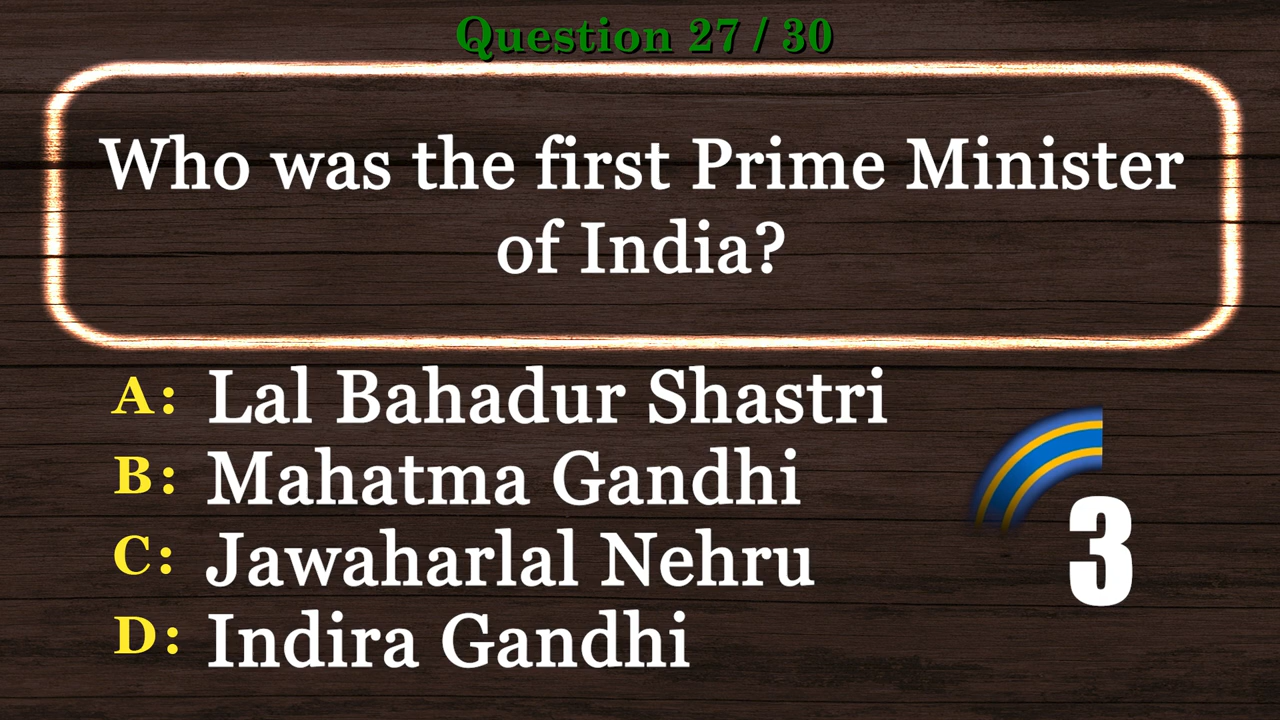 Question 27 / 30
Who was the first Prime Minister
of India?
A: Lal Bahadur Shastri
B: Mahatma Gandhi
C: Jawaharlal Nehru
D: Indira Gandhi
3